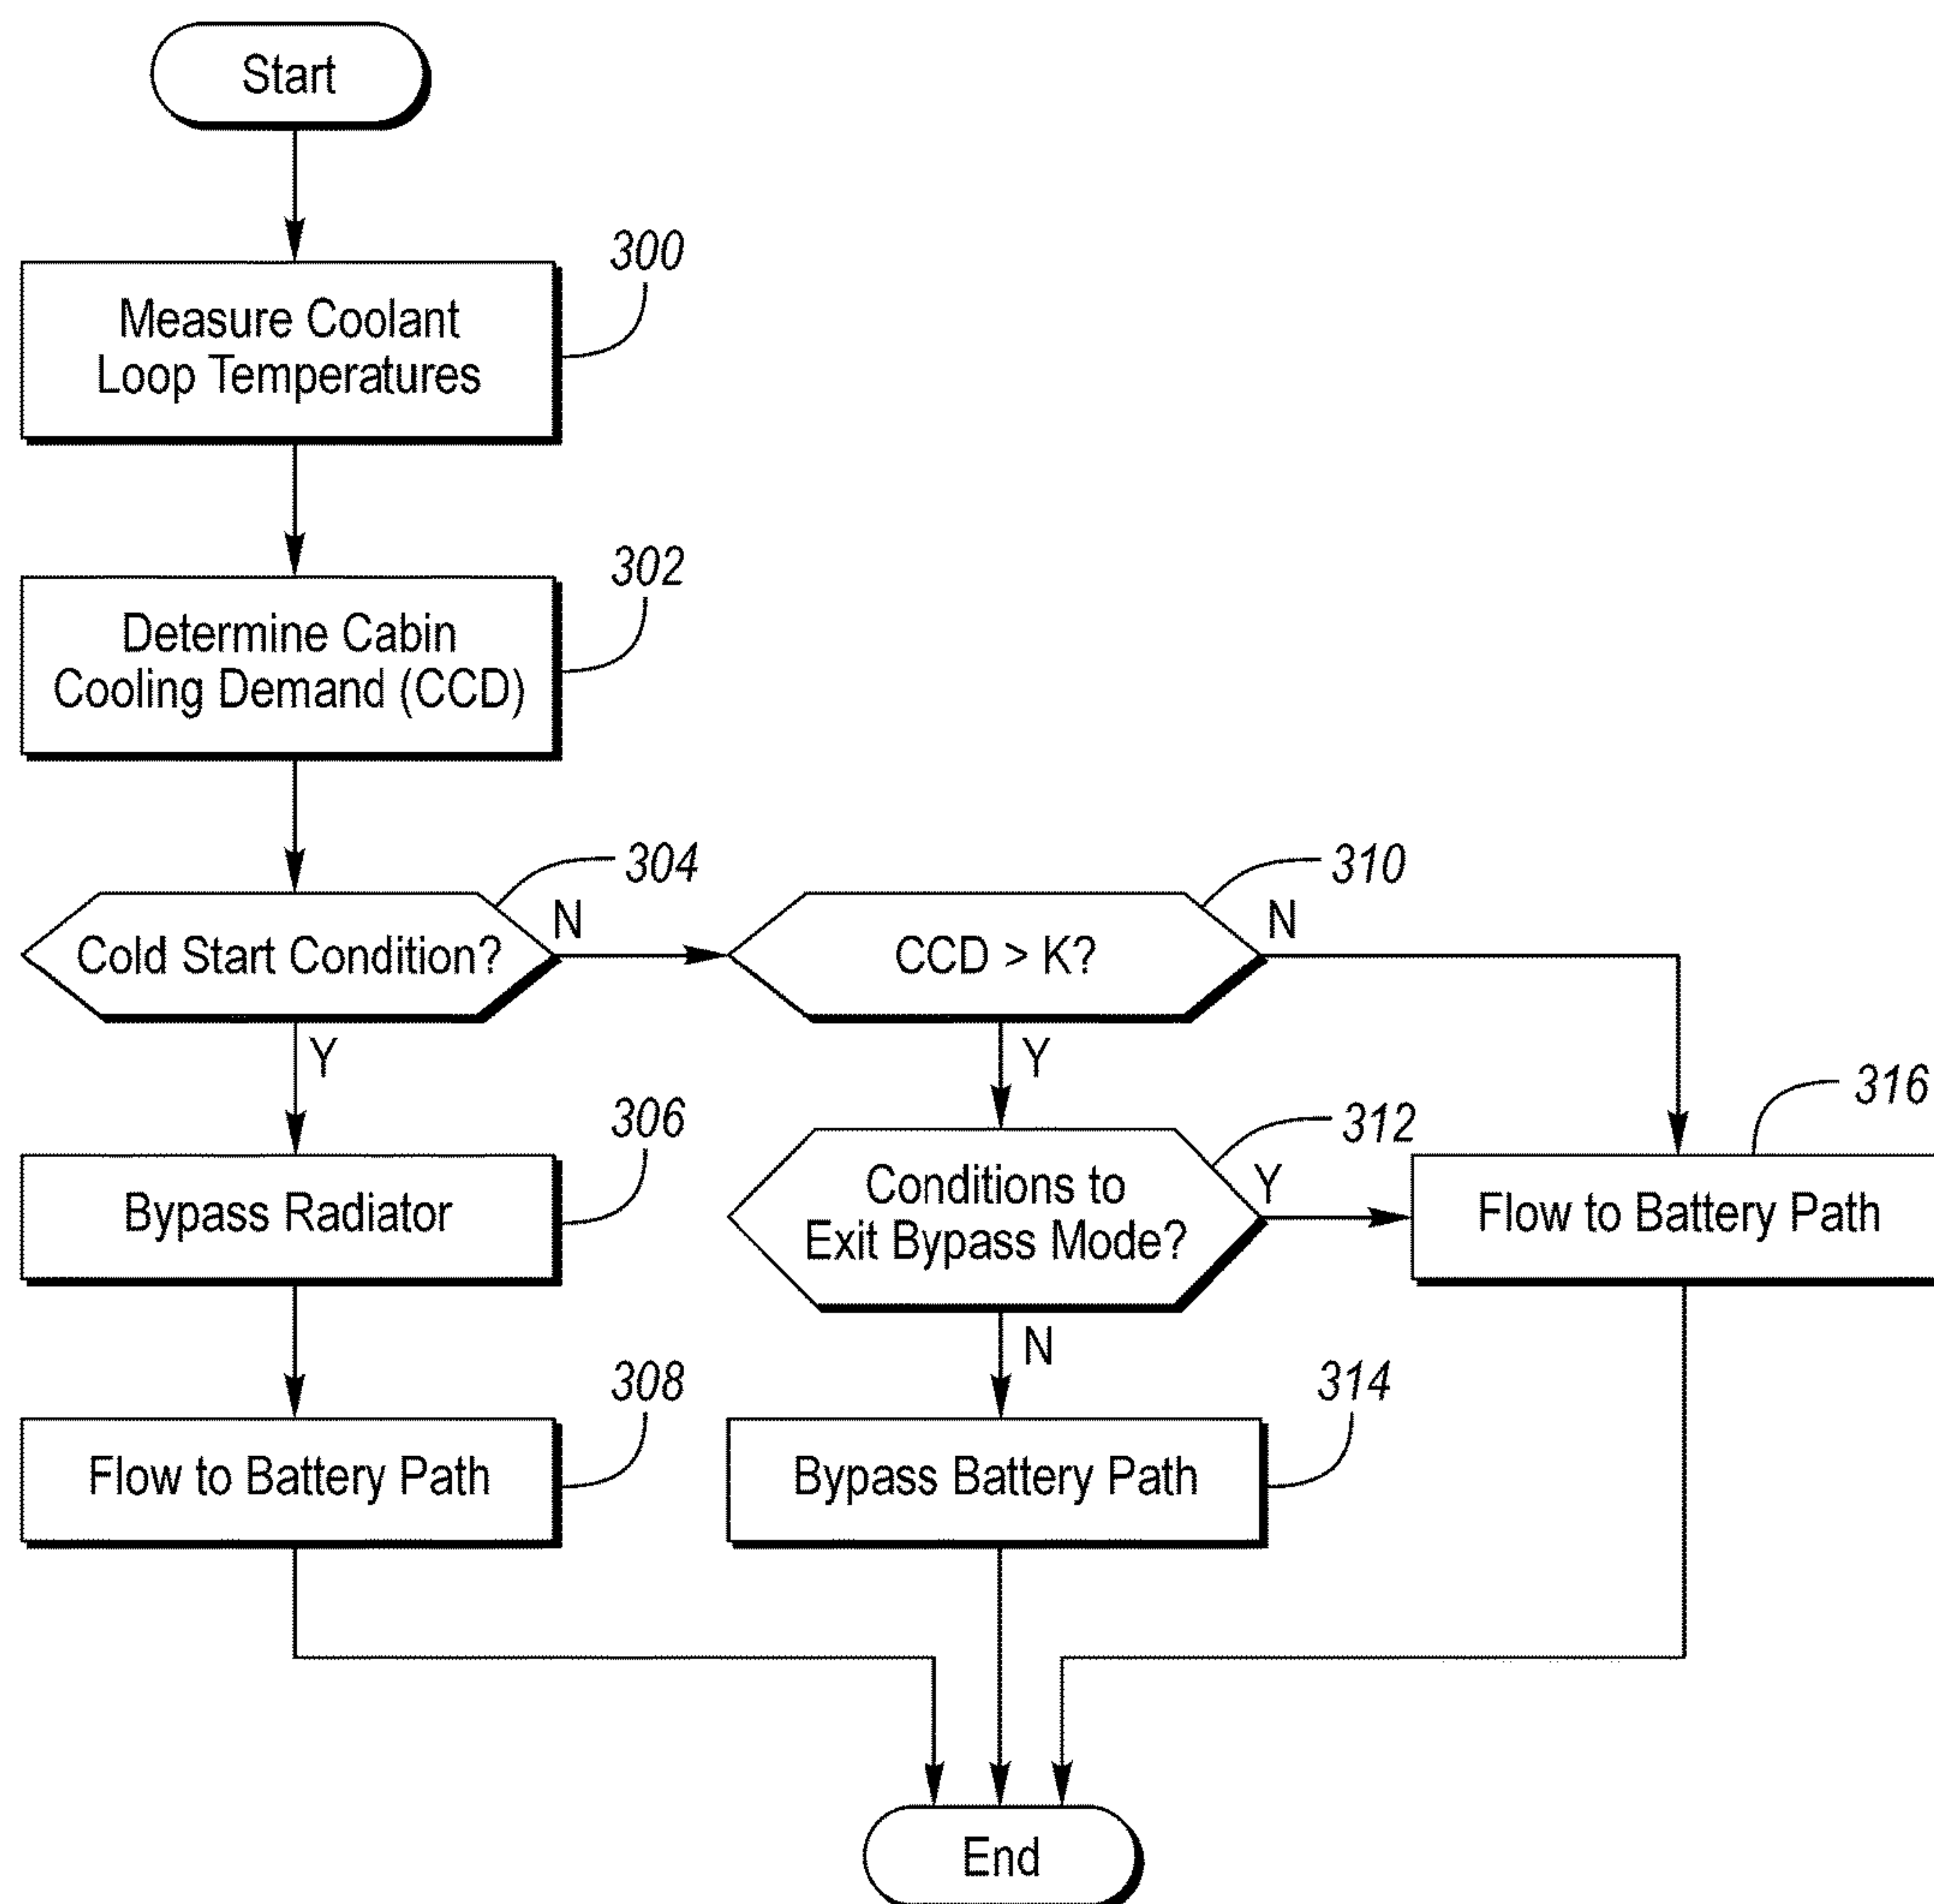 Start
300
Measure Coolant
Loop Temperatures
302
Determine Cabin
Cooling Demand (CCD)
304
Cold Start Condition?
N
310
CCD > K?
N
Y
Y
306
Bypass Radiator
312
Conditions to
Exit Bypass Mode?
Y
316
Flow to Battery Path
N
308
Flow to Battery Path
314
Bypass Battery Path
End